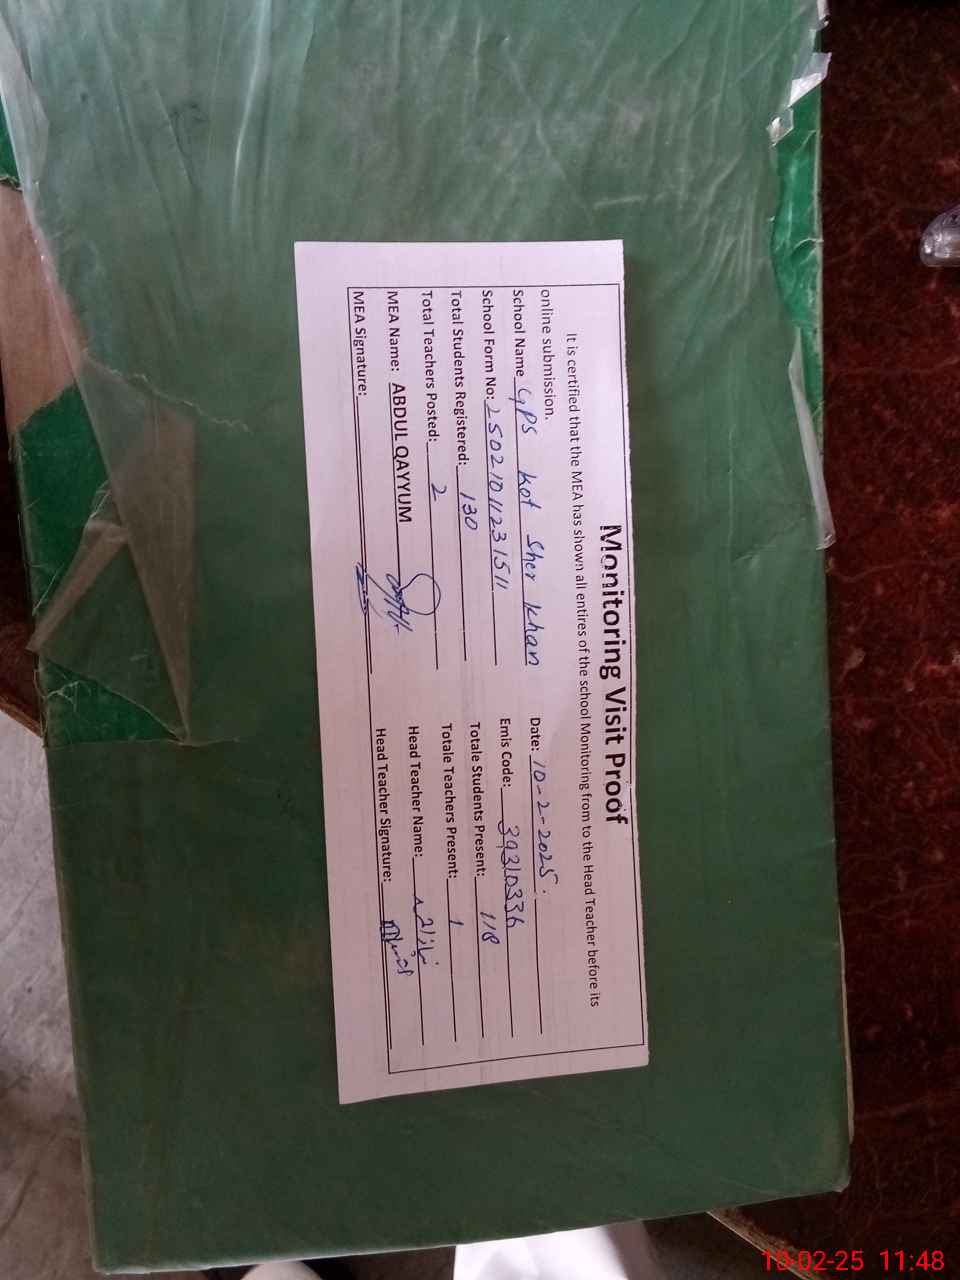 Monitoring Visit Proof
It is certified that the MEA has shown all entires of the school Monitoring from to the Head Teacher before its
online submission.
School Name GPS Kot Sher Khan Date: 10-2-2025.
School Form No: 25021011231511 Emis Code: 39310336
Total Students Registered: 130 Totale Students Present: 118
Total Teachers Posted: 2 Totale Teachers Present: 1
MEA Name: ABDUL QAYYUM Head Teacher Name:
MEA Signature: Head Teacher Signature:
10-02-25 11:48